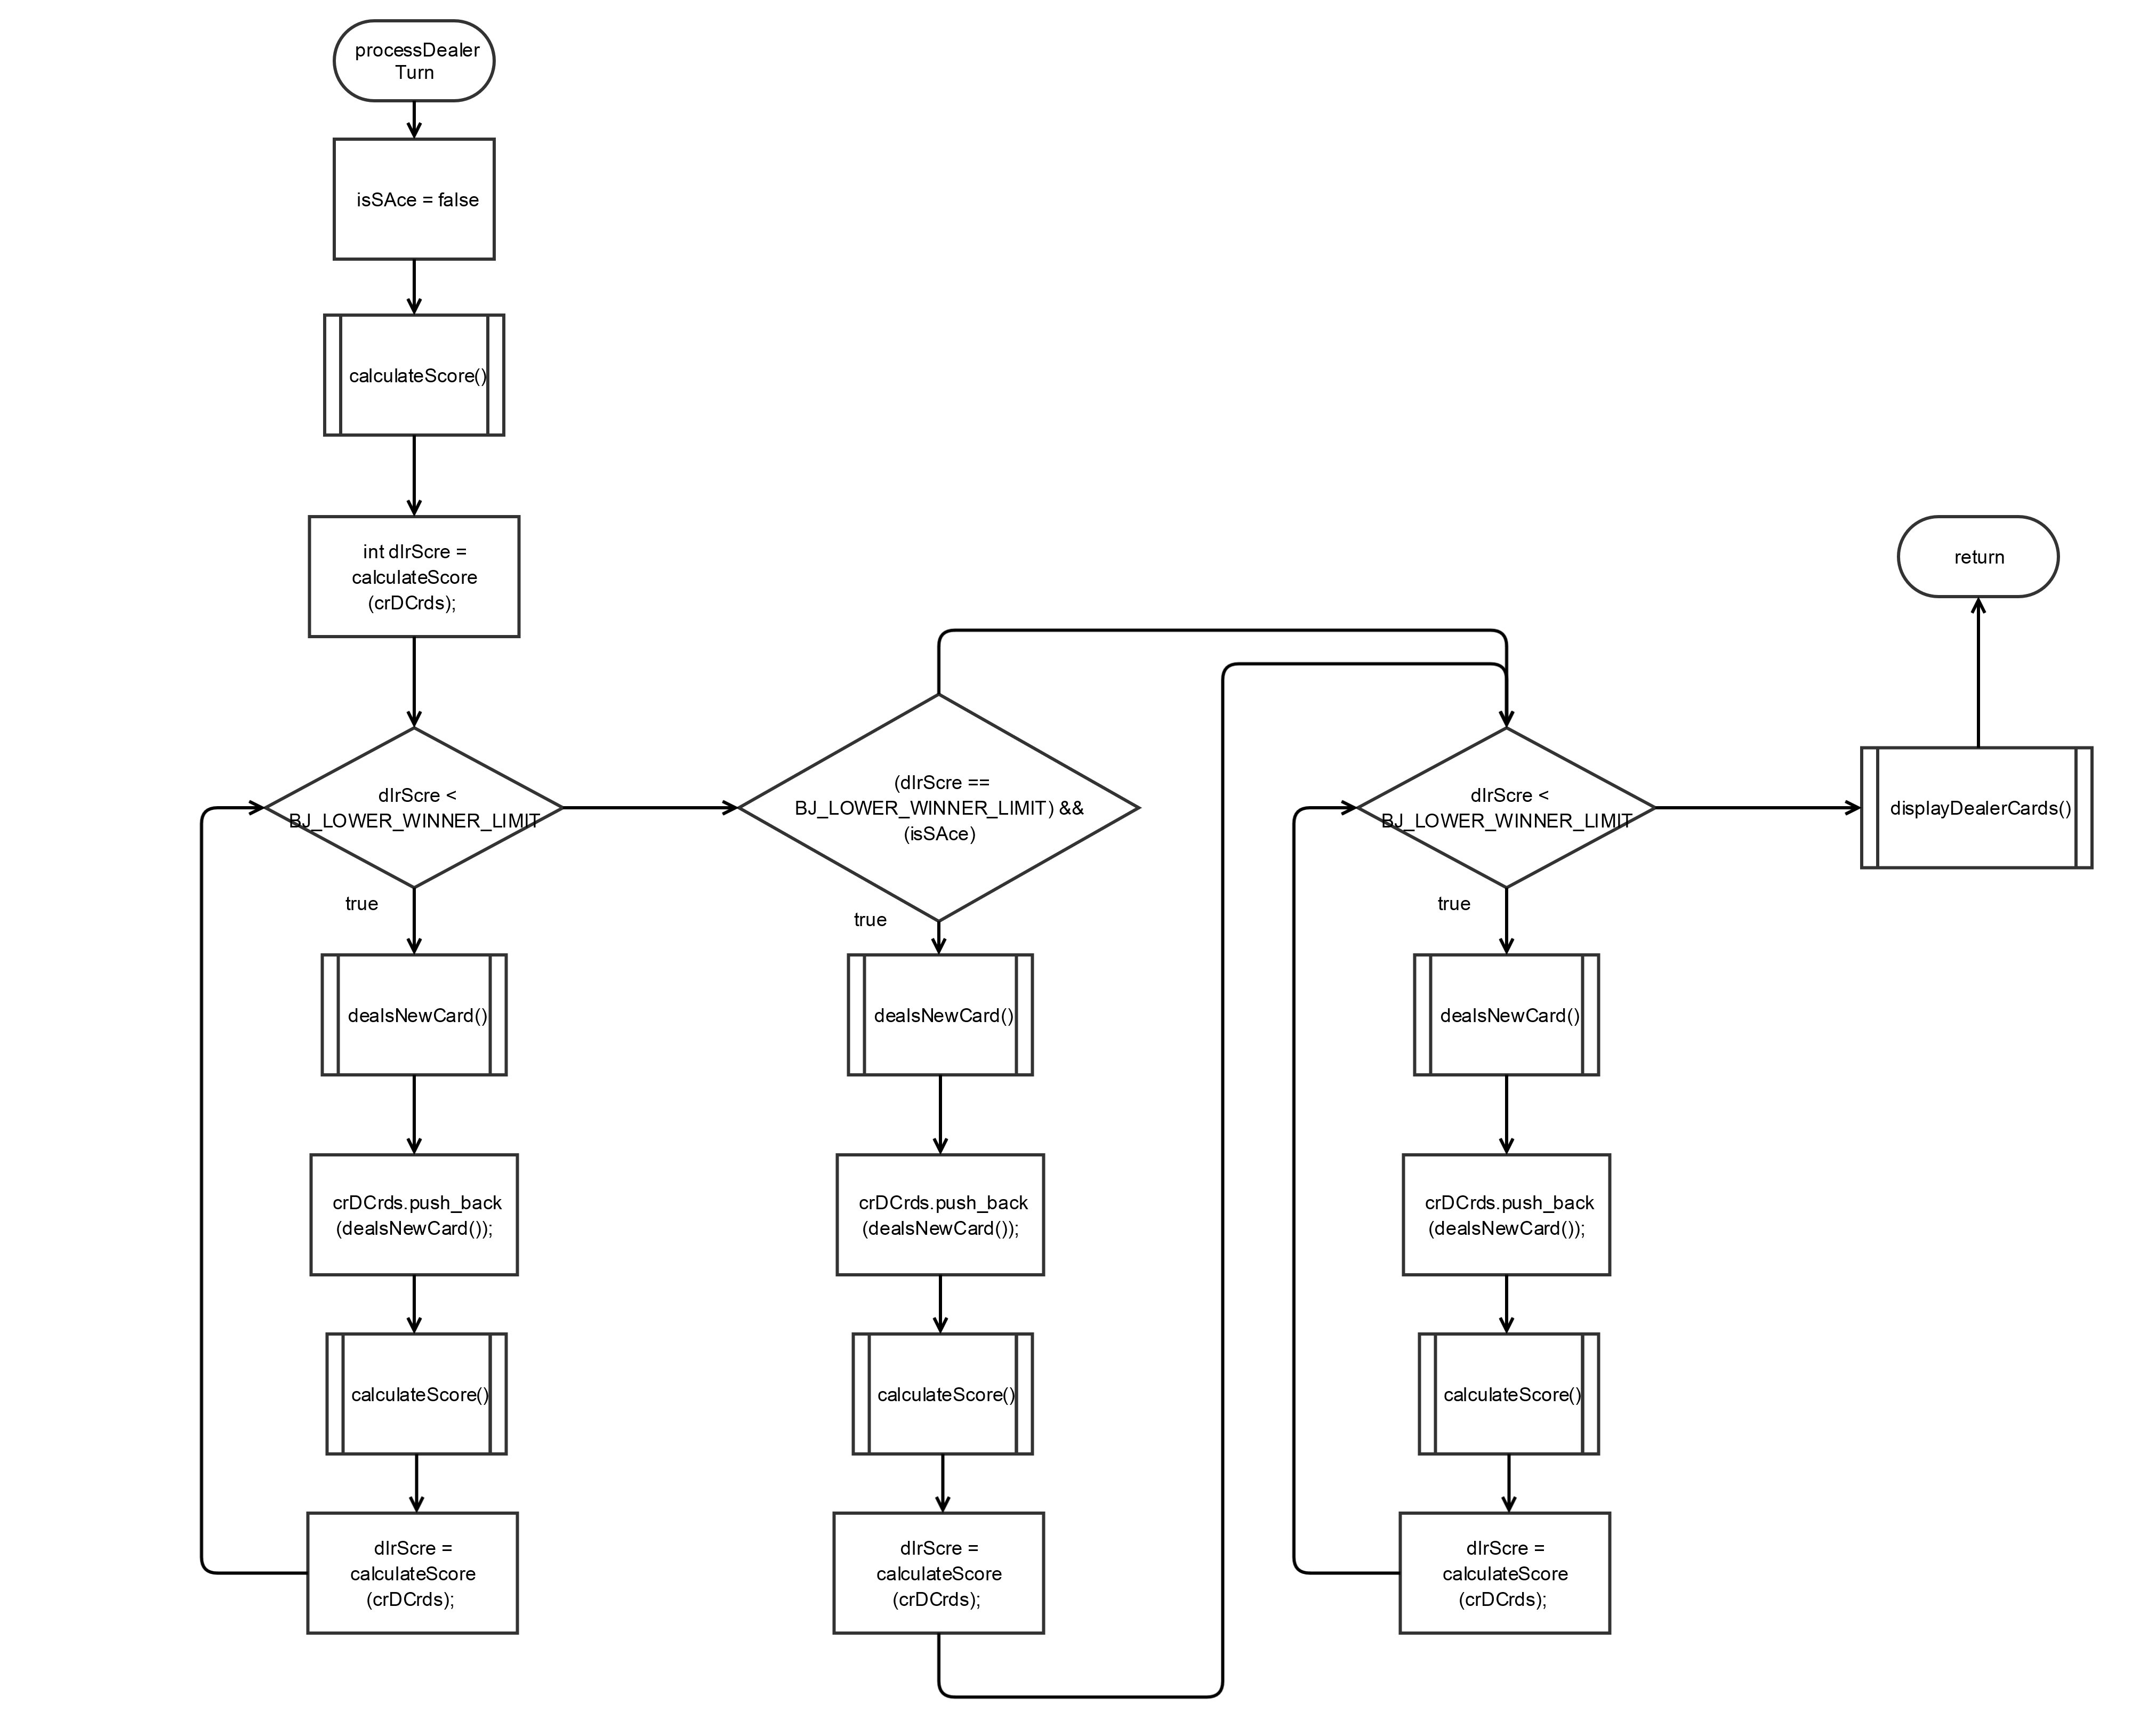 processDealer
Turn
isSAce = false
calculateScore()
int dlrScre =
calculateScore
(crDCrds);
dlrScre <
BJ_LOWER_WINNER_LIMIT
true
dealsNewCard()
crDCrds.push_back
(dealsNewCard());
calculateScore()
dlrScre =
calculateScore
(crDCrds);
(dlrScre ==
BJ_LOWER_WINNER_LIMIT) &&
(isSAce)
true
dealsNewCard()
crDCrds.push_back
(dealsNewCard());
calculateScore()
dlrScre =
calculateScore
(crDCrds);
dlrScre <
BJ_LOWER_WINNER_LIMIT
true
dealsNewCard()
crDCrds.push_back
(dealsNewCard());
calculateScore()
dlrScre =
calculateScore
(crDCrds);
displayDealerCards()
return